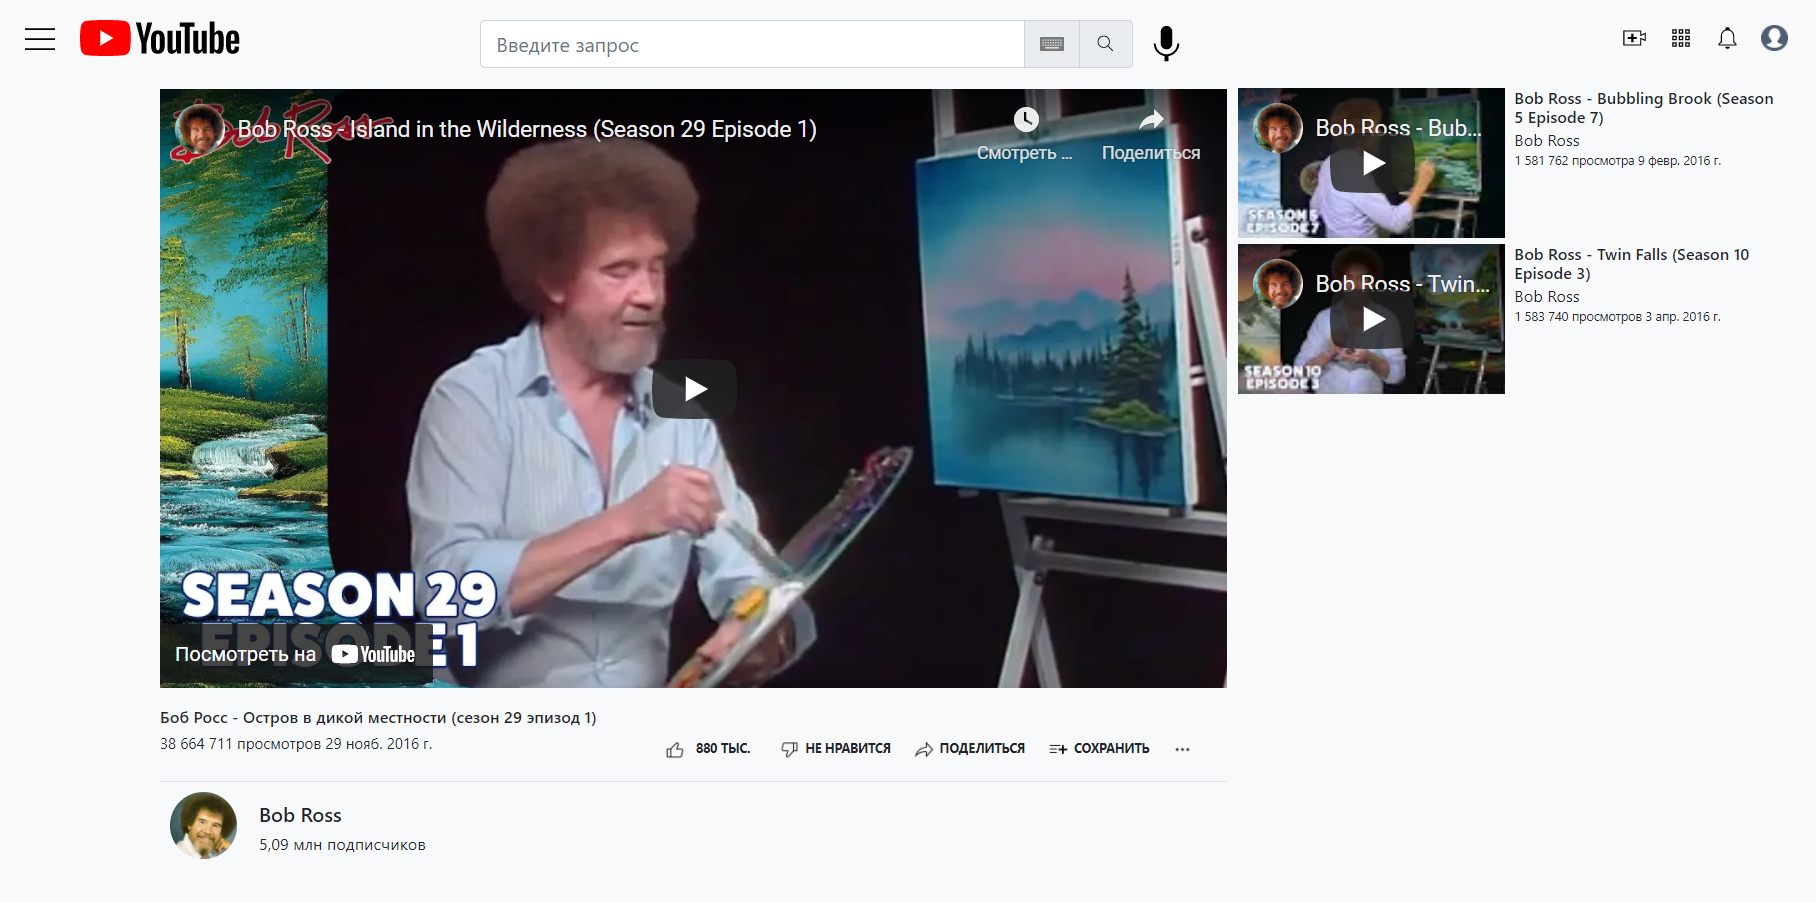 YouTube
Введите запрос
Bob Ross
Bob Ross - Island in the Wilderness (Season 29 Episode 1)
Смотреть ...
Поделиться
SEASON 29
EPISODE 1
Посмотреть на YouTube
Боб Росс - Остров в дикой местности (сезон 29 эпизод 1)
38 664 711 просмотров 29 нояб. 2016 г.
880 ТЫС.
НЕ НРАВИТСЯ
ПОДЕЛИТЬСЯ
СОХРАНИТЬ
Bob Ross
5,09 млн подписчиков
Bob Ross - Bub...
SEASON 5
EPISODE 7
Bob Ross - Bubbling Brook (Season
5 Episode 7)
Bob Ross
1 581 762 просмотра 9 февр. 2016 г.
Bob Ross - Twin...
SEASON 10
EPISODE 3
Bob Ross - Twin Falls (Season 10
Episode 3)
Bob Ross
1 583 740 просмотров 3 апр. 2016 г.